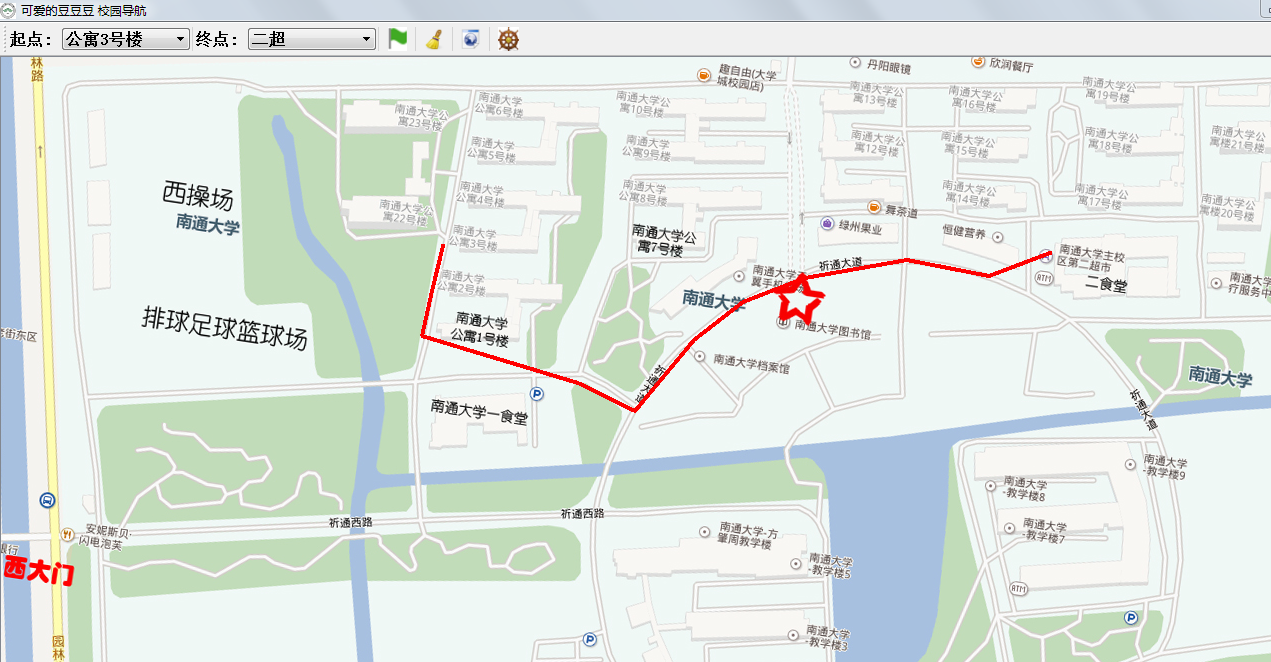 可爱的豆豆豆 校园导航
起点： 公寓3号楼 终点： 二超
林路
趣自由(大学
城校园店)
丹阳眼镜
欣润餐厅
南通大学公
寓23号楼
南通大学
公寓6号楼
南通大学公
寓10号楼
南通大学公
寓13号楼
南通大学公
寓16号楼
南通大学公
寓19号楼
南通大学
公寓5号楼
南通大学
公寓9号楼
南通大学公
寓12号楼
南通大学公
寓15号楼
南通大学公
寓18号楼
南通大学公
寓楼21号楼
西操场
南通大学
南通大学公
寓22号楼
南通大学
公寓4号楼
南通大学
公寓8号楼
舞茶道
南通大学公
寓14号楼
南通大学公
寓17号楼
南通大学公
寓楼20号楼
南通大学
公寓3号楼
南通大学公
寓7号楼
绿州果业
恒健营养
南通大学主校
区第二超市
二食堂
祈通大道
南通大学
公寓2号楼
南通大学
南通大学天
翼手机
南通大
疗服务中
排球足球篮球场
南通大学
公寓1号楼
南通大学图书馆
老街东区
南通大学档案馆
祈通大道
南通大学
南通大学一食堂
祈通大道
南通大学
-教学楼9
南通大学
-教学楼8
祈通西路
祈通西路
安妮斯贝·
闪电泡芙
银行
西大门
南通大学-方
肇周教学楼
南通大学
-教学楼7
南通大学
-教学楼5
南通大学
-教学楼3
园林
P
P
P
ATM
ATM